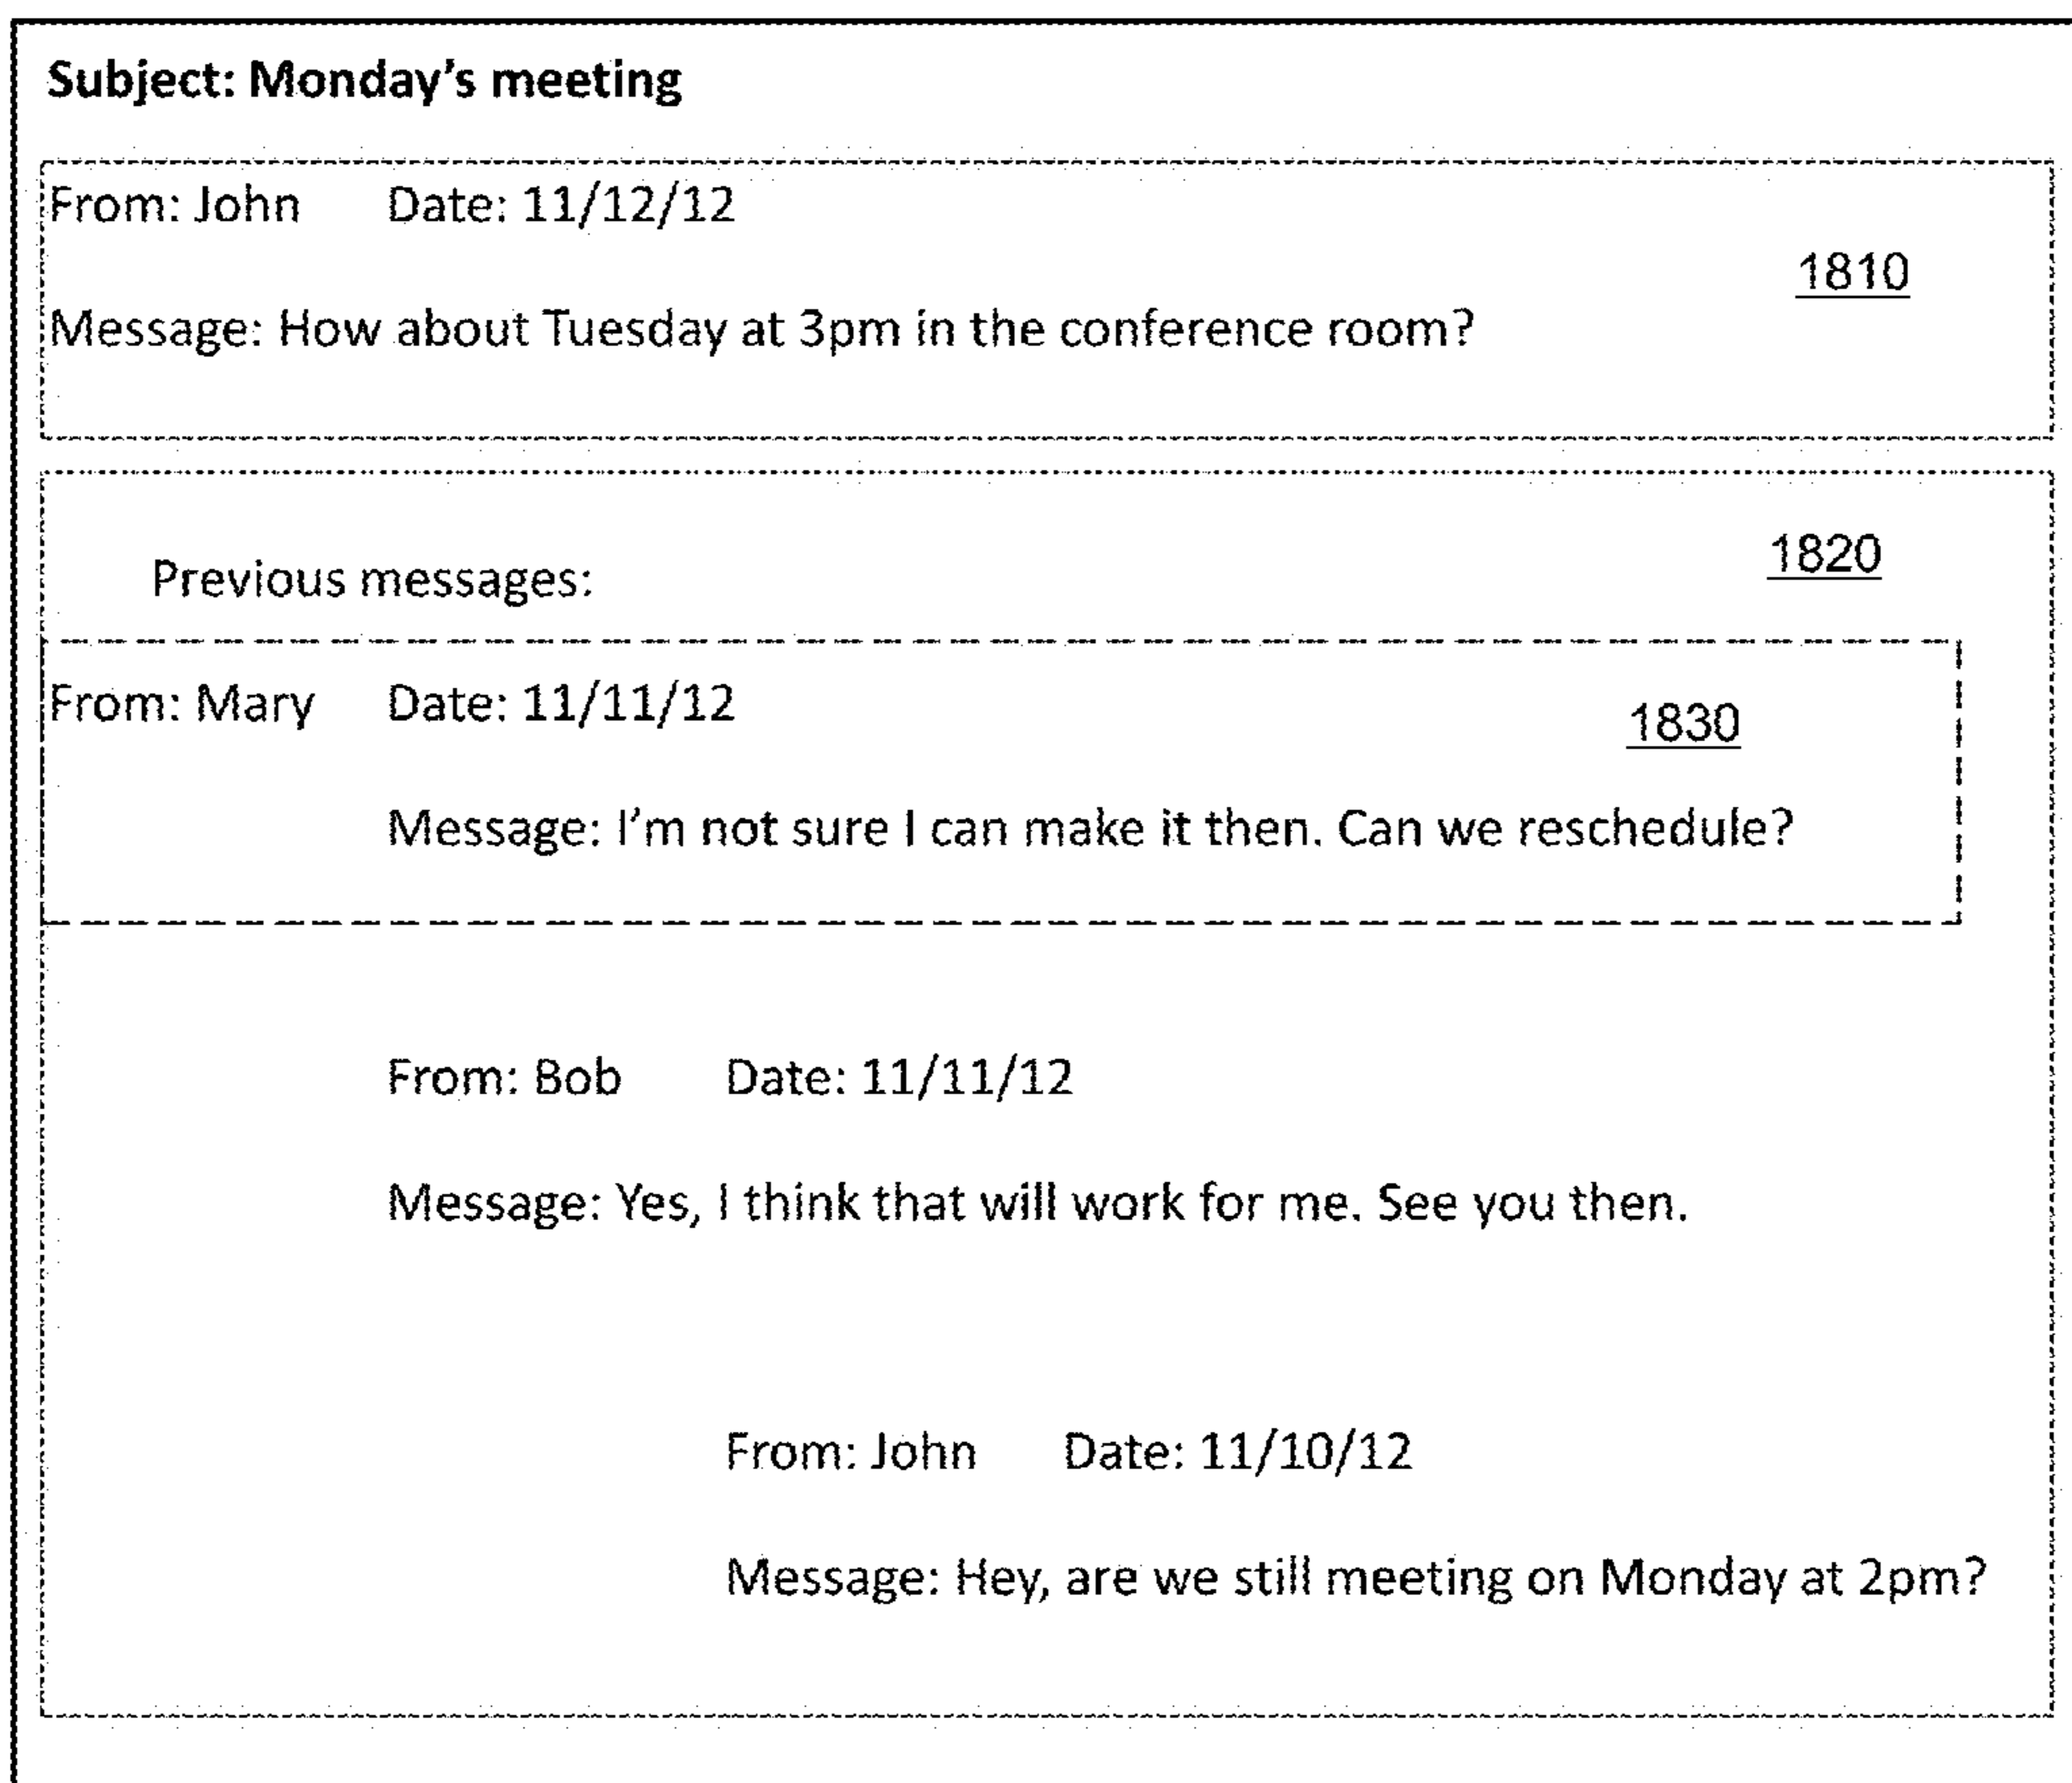 Subject: Monday's meeting
From: John Date: 11/12/12
1810
Message: How about Tuesday at 3pm in the conference room?
1820
Previous messages:
From: Mary Date: 11/11/12
1830
Message: I'm not sure I can make it then. Can we reschedule?
From: Bob Date: 11/11/12
Message: Yes, I think that will work for me. See you then.
From: John Date: 11/10/12
Message: Hey, are we still meeting on Monday at 2pm?